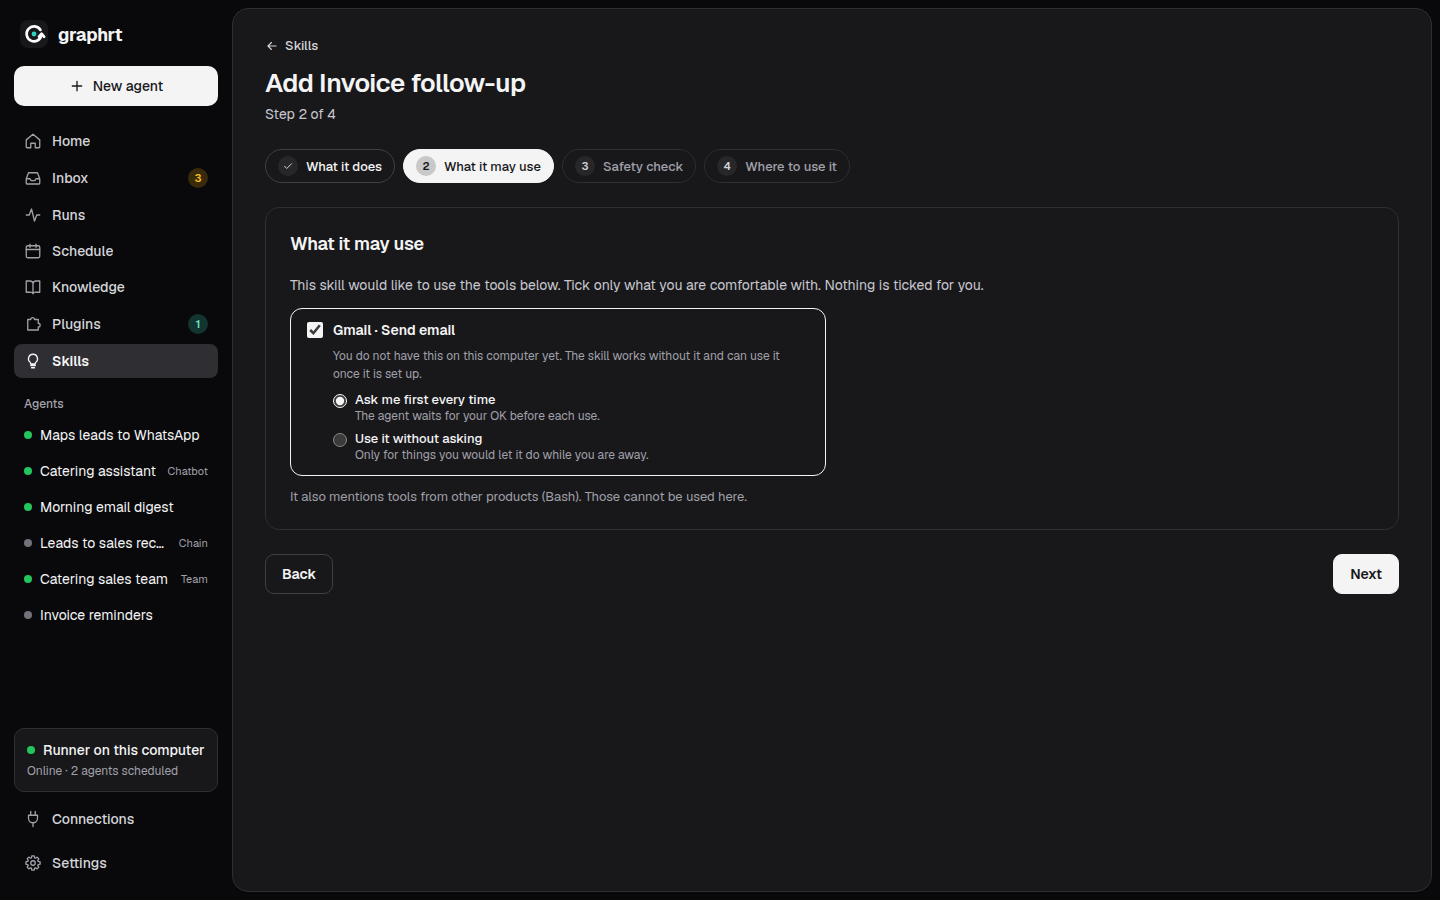 graphrt
New agent
Home
Inbox 3
Runs
Schedule
Knowledge
Plugins 1
Skills
Agents
Maps leads to WhatsApp
Catering assistant Chatbot
Morning email digest
Leads to sales rec... Chain
Catering sales team Team
Invoice reminders
Runner on this computer
Online · 2 agents scheduled
Connections
Settings
Skills
Add Invoice follow-up
Step 2 of 4
What it does 2 What it may use 3 Safety check 4 Where to use it
What it may use
This skill would like to use the tools below. Tick only what you are comfortable with. Nothing is ticked for you.
Gmail · Send email
You do not have this on this computer yet. The skill works without it and can use it
once it is set up.
Ask me first every time
The agent waits for your OK before each use.
Use it without asking
Only for things you would let it do while you are away.
It also mentions tools from other products (Bash). Those cannot be used here.
Back Next